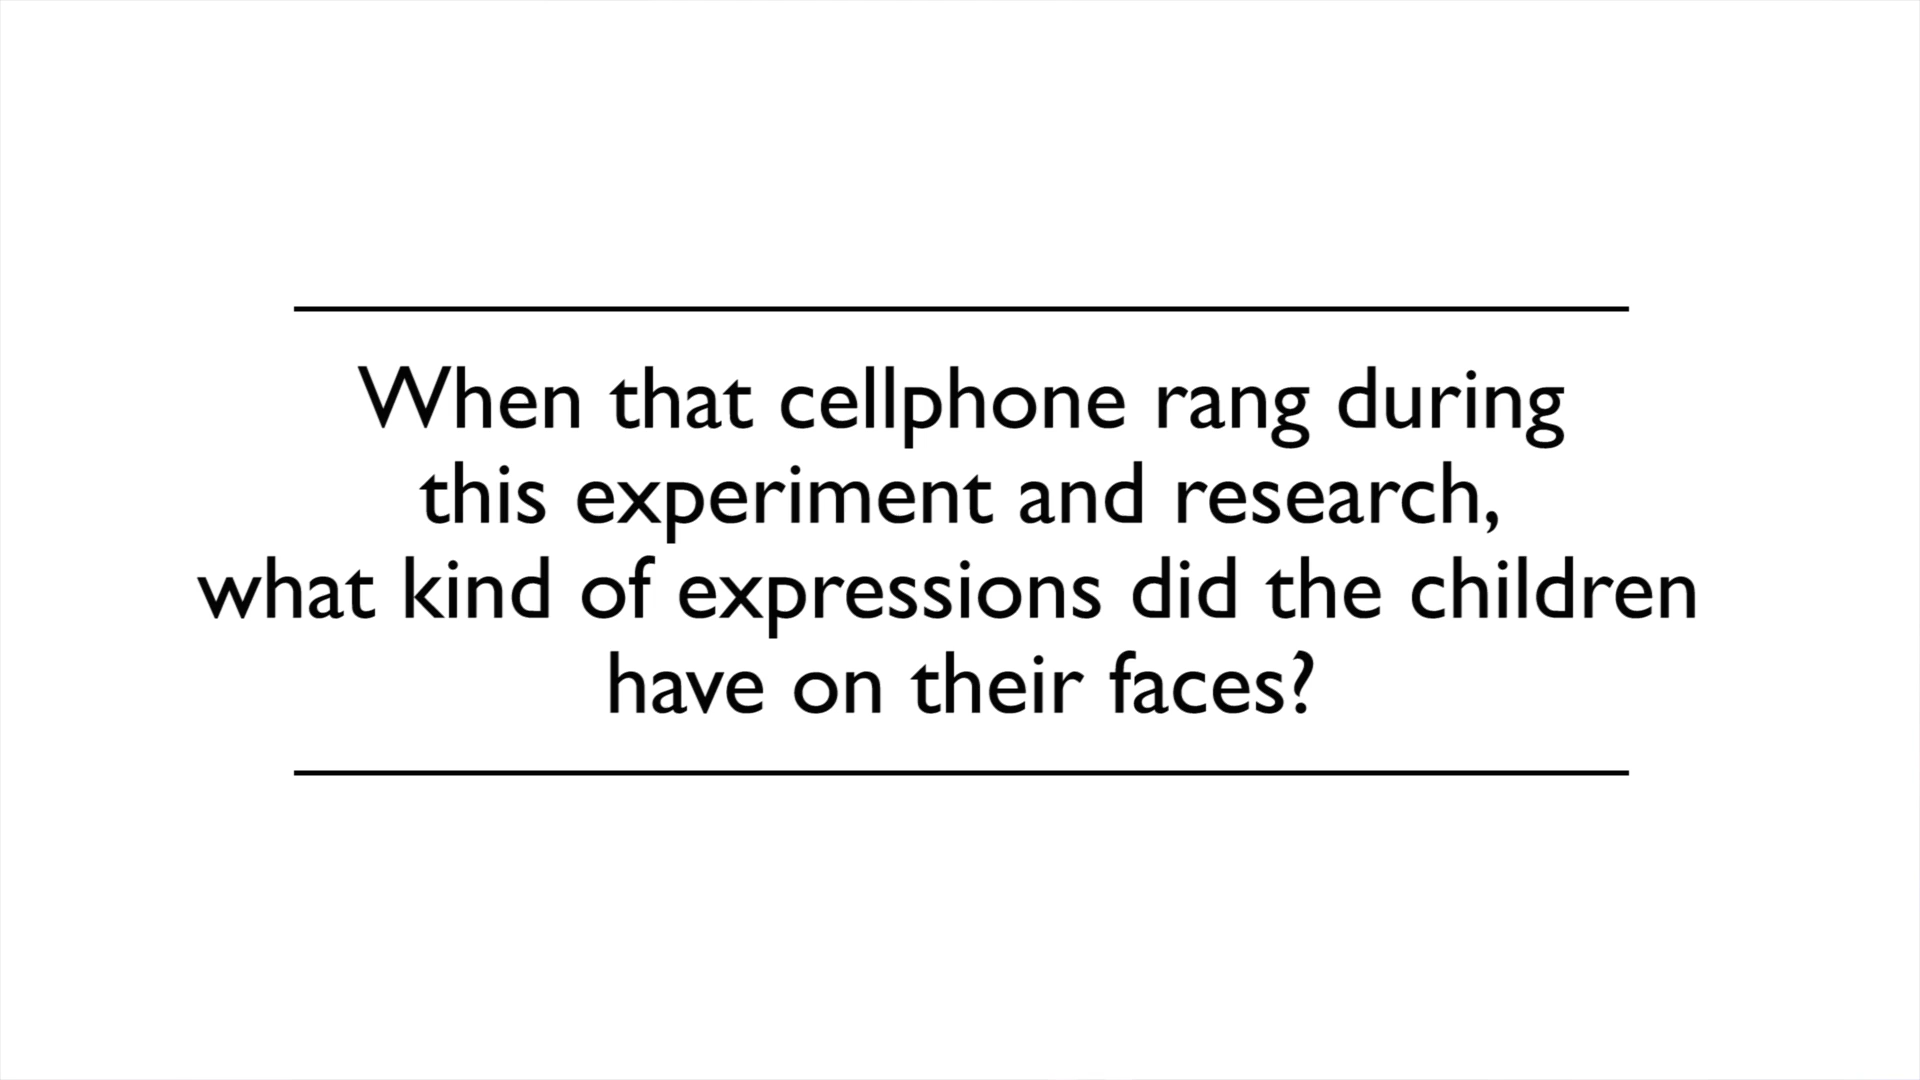 When that cellphone rang during
this experiment and research,
what kind of expressions did the children
have on their faces?